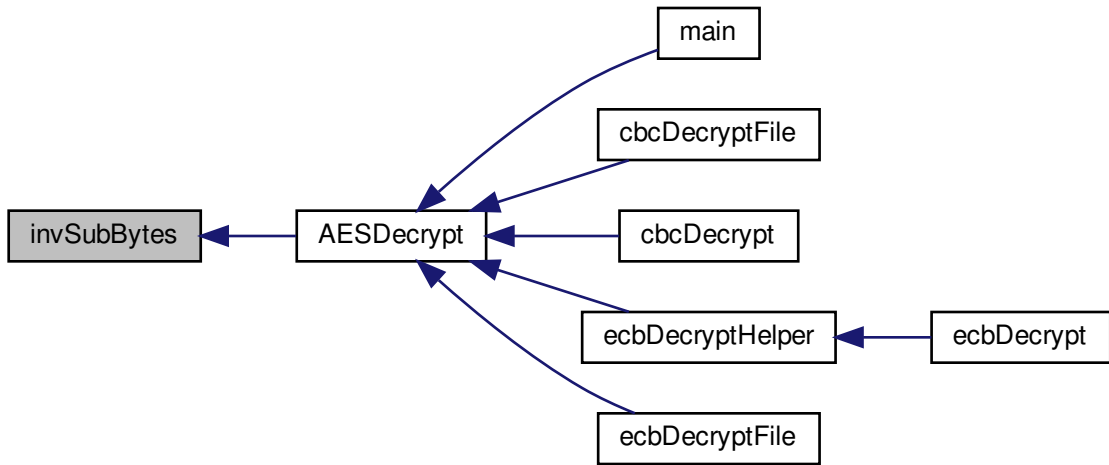 main
cbcDecryptFile
invSubBytes
AESDecrypt
cbcDecrypt
ecbDecryptHelper
ecbDecrypt
ecbDecryptFile